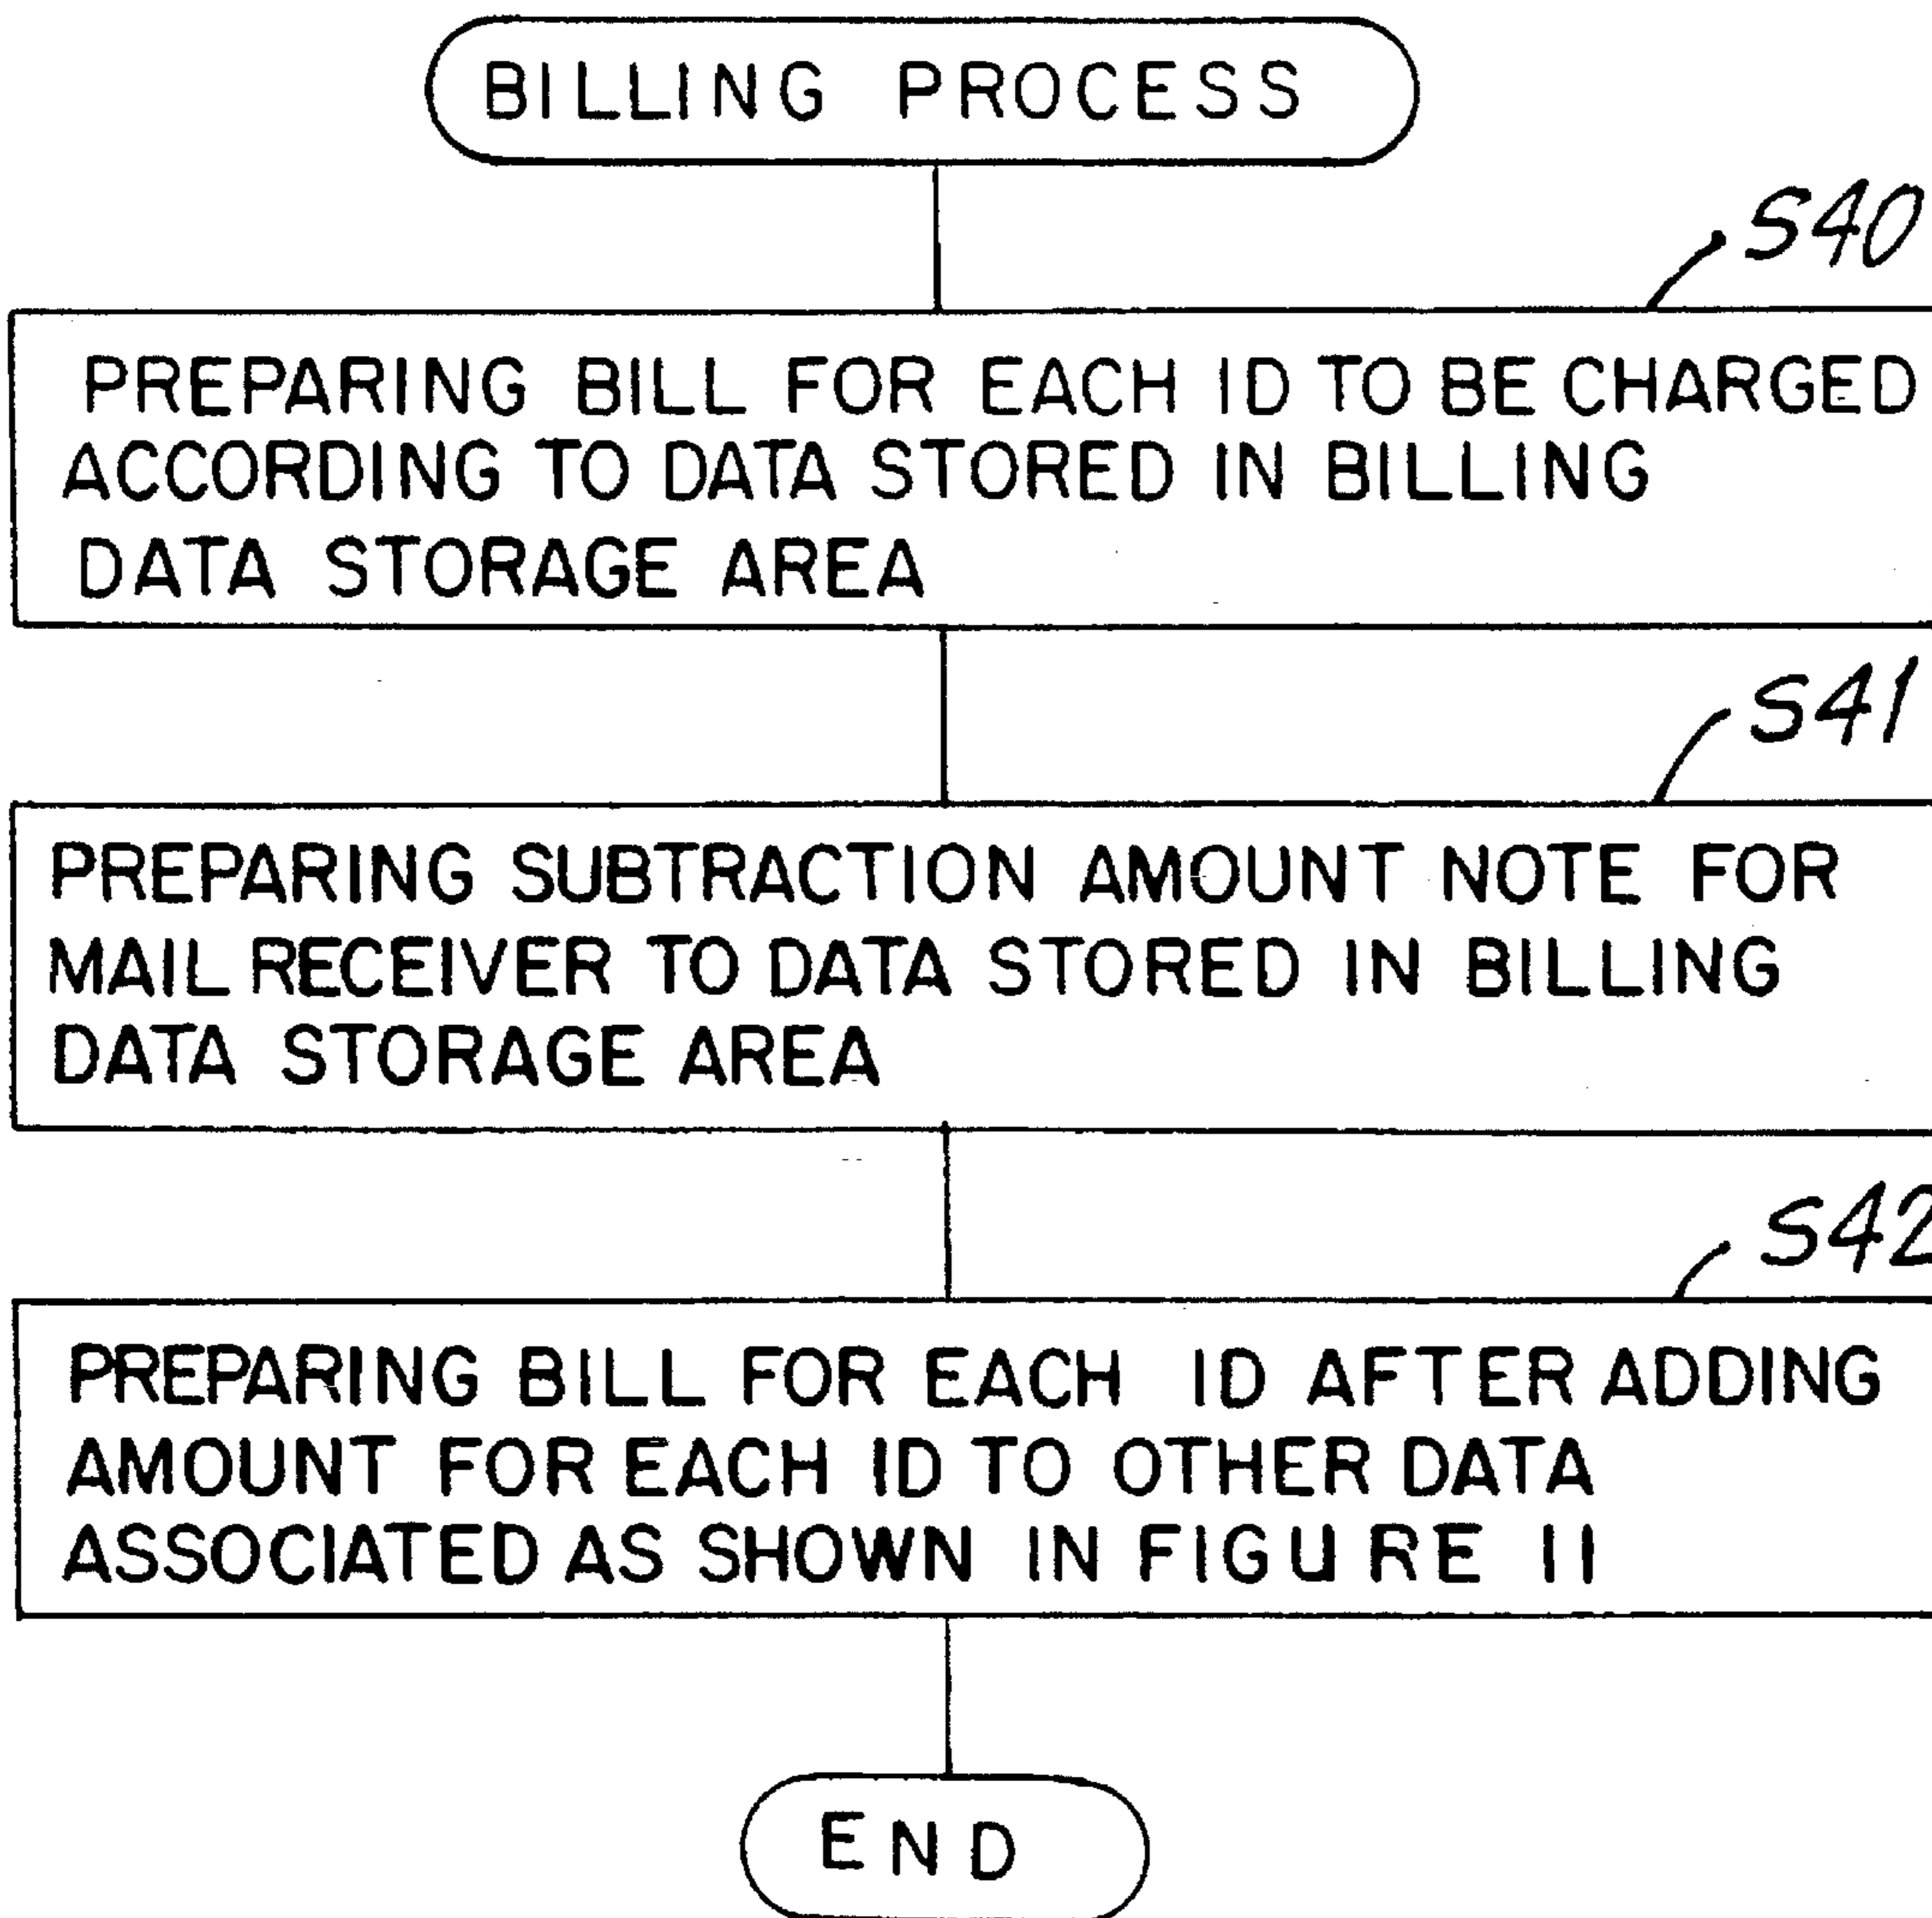 BILLING PROCESS
S40
PREPARING BILL FOR EACH ID TO BE CHARGED
ACCORDING TO DATA STORED IN BILLING
DATA STORAGE AREA
S41
PREPARING SUBTRACTION AMOUNT NOTE FOR
MAIL RECEIVER TO DATA STORED IN BILLING
DATA STORAGE AREA
S42
PREPARING BILL FOR EACH ID AFTER ADDING
AMOUNT FOR EACH ID TO OTHER DATA
ASSOCIATED AS SHOWN IN FIGURE 11
END